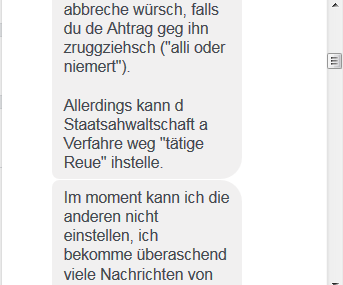 abbreche würsch, falls
du de Ahtrag geg ihn
zruggziehsch ("alli oder
niemert").
Allerdings kann d
Staatsahwaltschaft a
Verfahre weg "tätige
Reue" ihstelle.
Im moment kann ich die
anderen nicht
einstellen, ich
bekomme überaschend
viele Nachrichten von